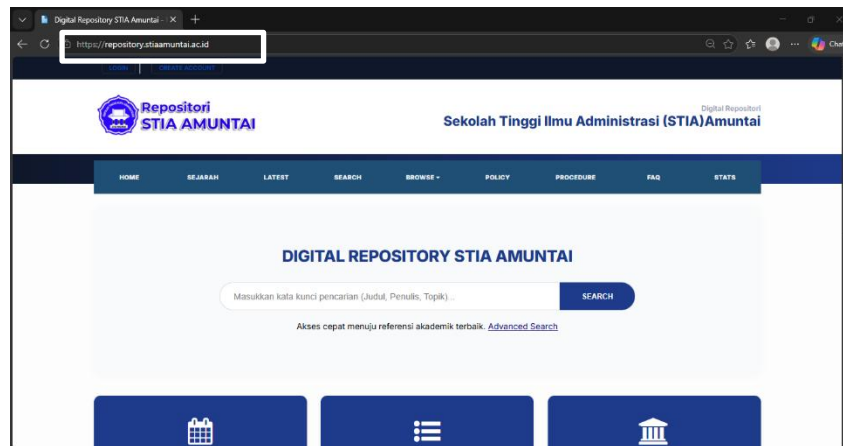 Digital Repository STIA Amuntai -
https://repository.stiaamuntai.ac.id
LOGIN
CREATE ACCOUNT
Repositori
STIA AMUNTAI
Digital Repositori
Sekolah Tinggi Ilmu Administrasi (STIA)Amuntai
HOME SEJARAH LATEST SEARCH BROWSE POLICY PROCEDURE FAQ STATS
DIGITAL REPOSITORY STIA AMUNTAI
Masukkan kata kunci pencarian (Judul, Penulis, Topik)...
SEARCH
Akses cepat menuju referensi akademik terbaik. Advanced Search